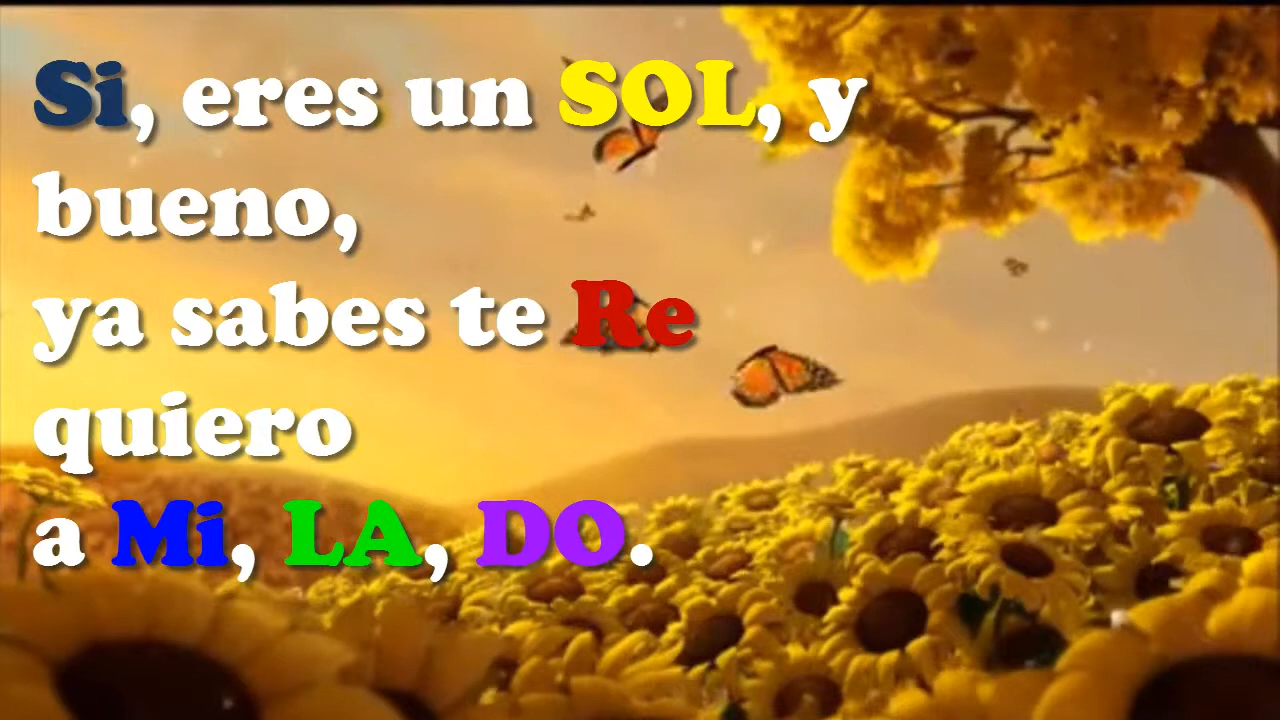 Si, eres un SOL, y
bueno,
ya sabes te Re
quiero
a Mi, LA, DO.